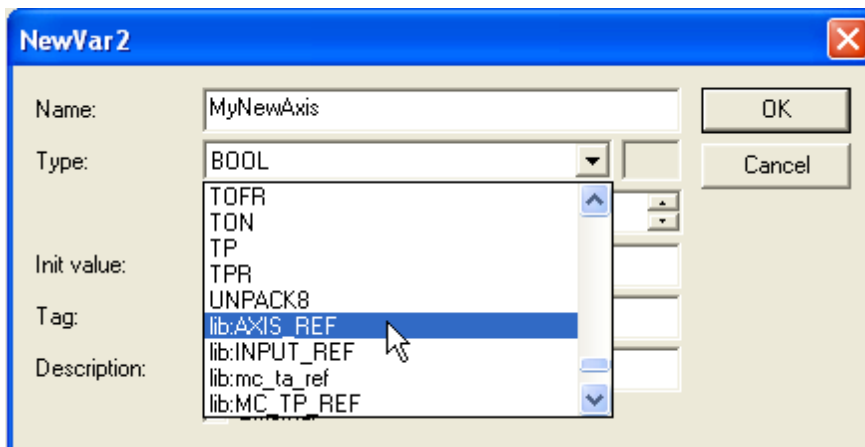 NewVar2
Name:
MyNewAxis
OK
Type:
BOOL
Cancel
TOFR
TON
TP
TPR
Init value:
UNPACK8
Tag:
lib:AXIS_REF
lib:INPUT_REF
Description:
lib:mc_ta_ref
lib:MC_TP_REF